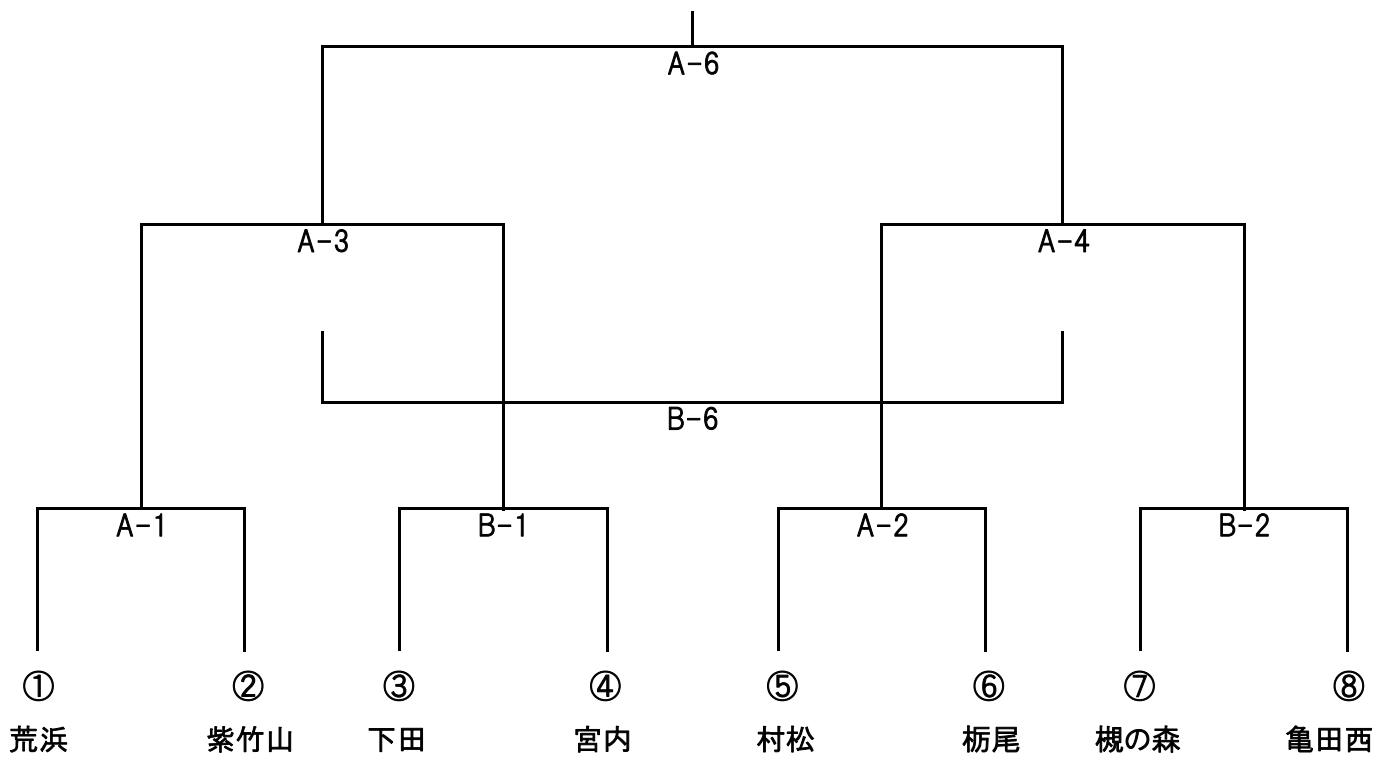 A-6
A-3
A-4
B-6
A-1
B-1
A-2
B-2
①
②
③
④
⑤
⑥
⑦
⑧
荒浜
紫竹山
下田
宮内
村松
栃尾
槻の森
亀田西